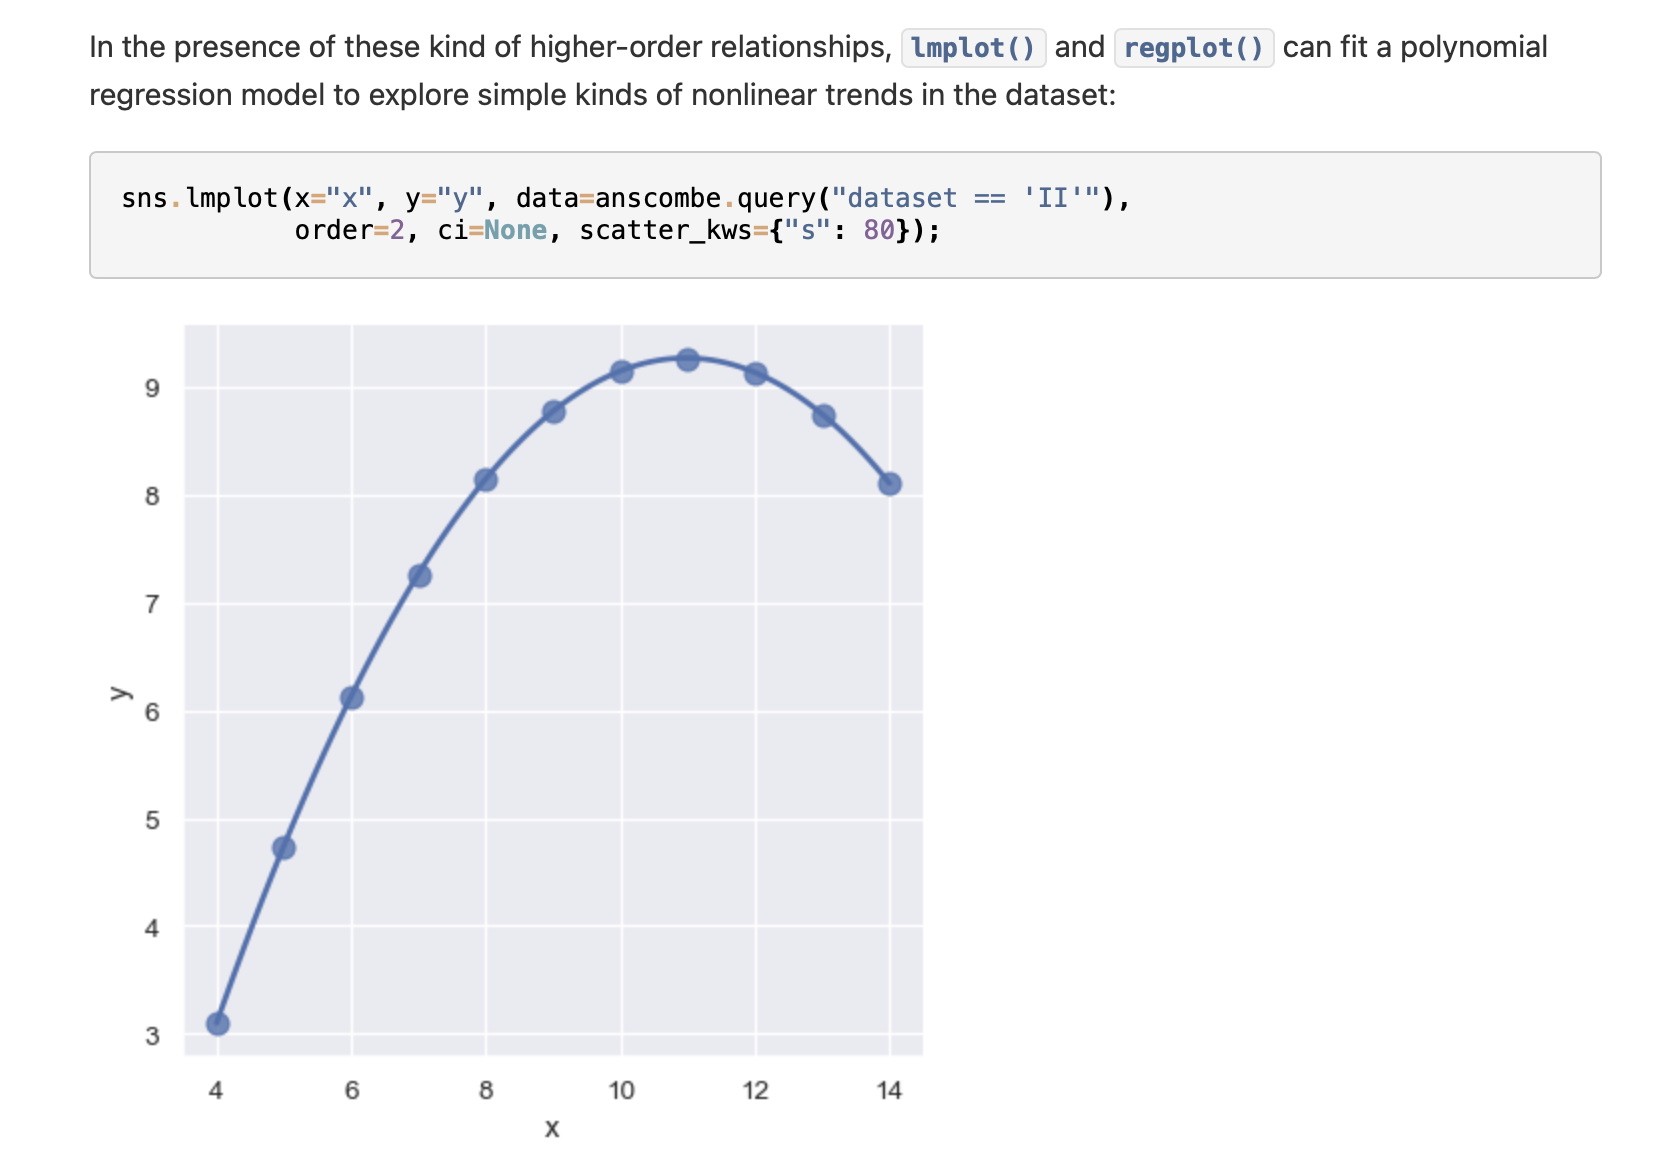 In the presence of these kind of higher-order relationships, lmplot() and regplot() can fit a polynomial
regression model to explore simple kinds of nonlinear trends in the dataset:
sns.lmplot(x="x", y="y", data=anscombe.query("dataset == 'II'"),
           order=2, ci=None, scatter_kws={"s": 80});
9
8
7
6
5
4
3
y
4 6 8 10 12 14
x